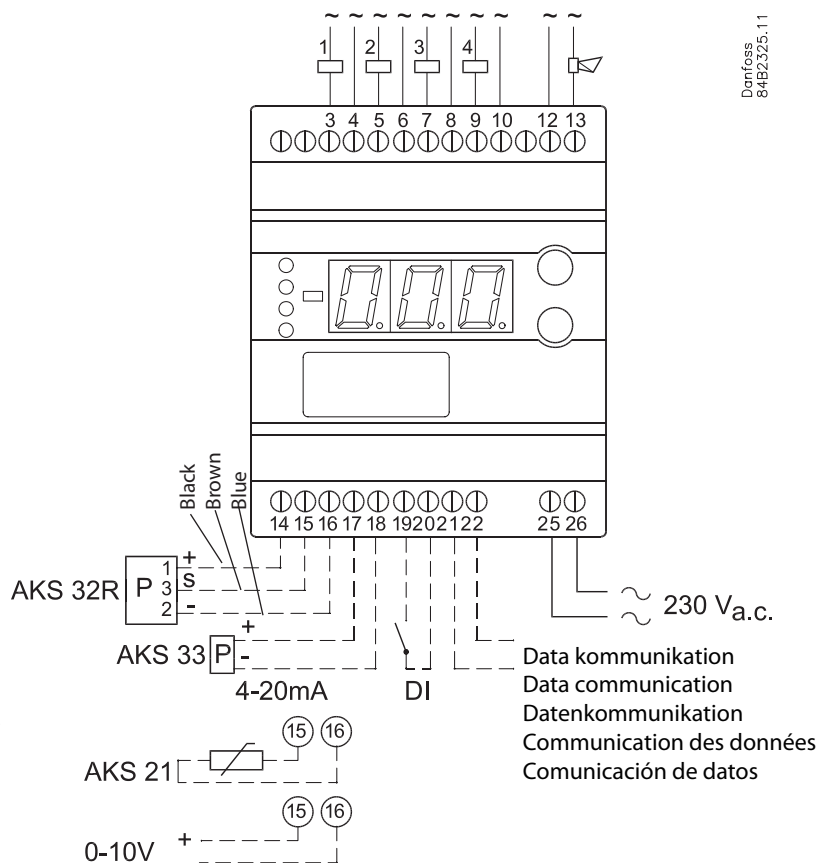 ~ ~ ~ ~ ~ ~ ~ ~ ~ ~
1 2 3 4
Danfoss
84B2325.11
3 4 5 6 7 8 9 10 12 13
Black
Brown
Blue
14 15 16 17 18 19 20 21 22 25 26
AKS 32R P
1 +
3 s
2 -
230 Va.c.
AKS 33 P
+
-
4-20mA
DI
Data kommunikation
Data communication
Datenkommunikation
Communication des données
Comunicación de datos
15 16
AKS 21
15 16
0-10V +